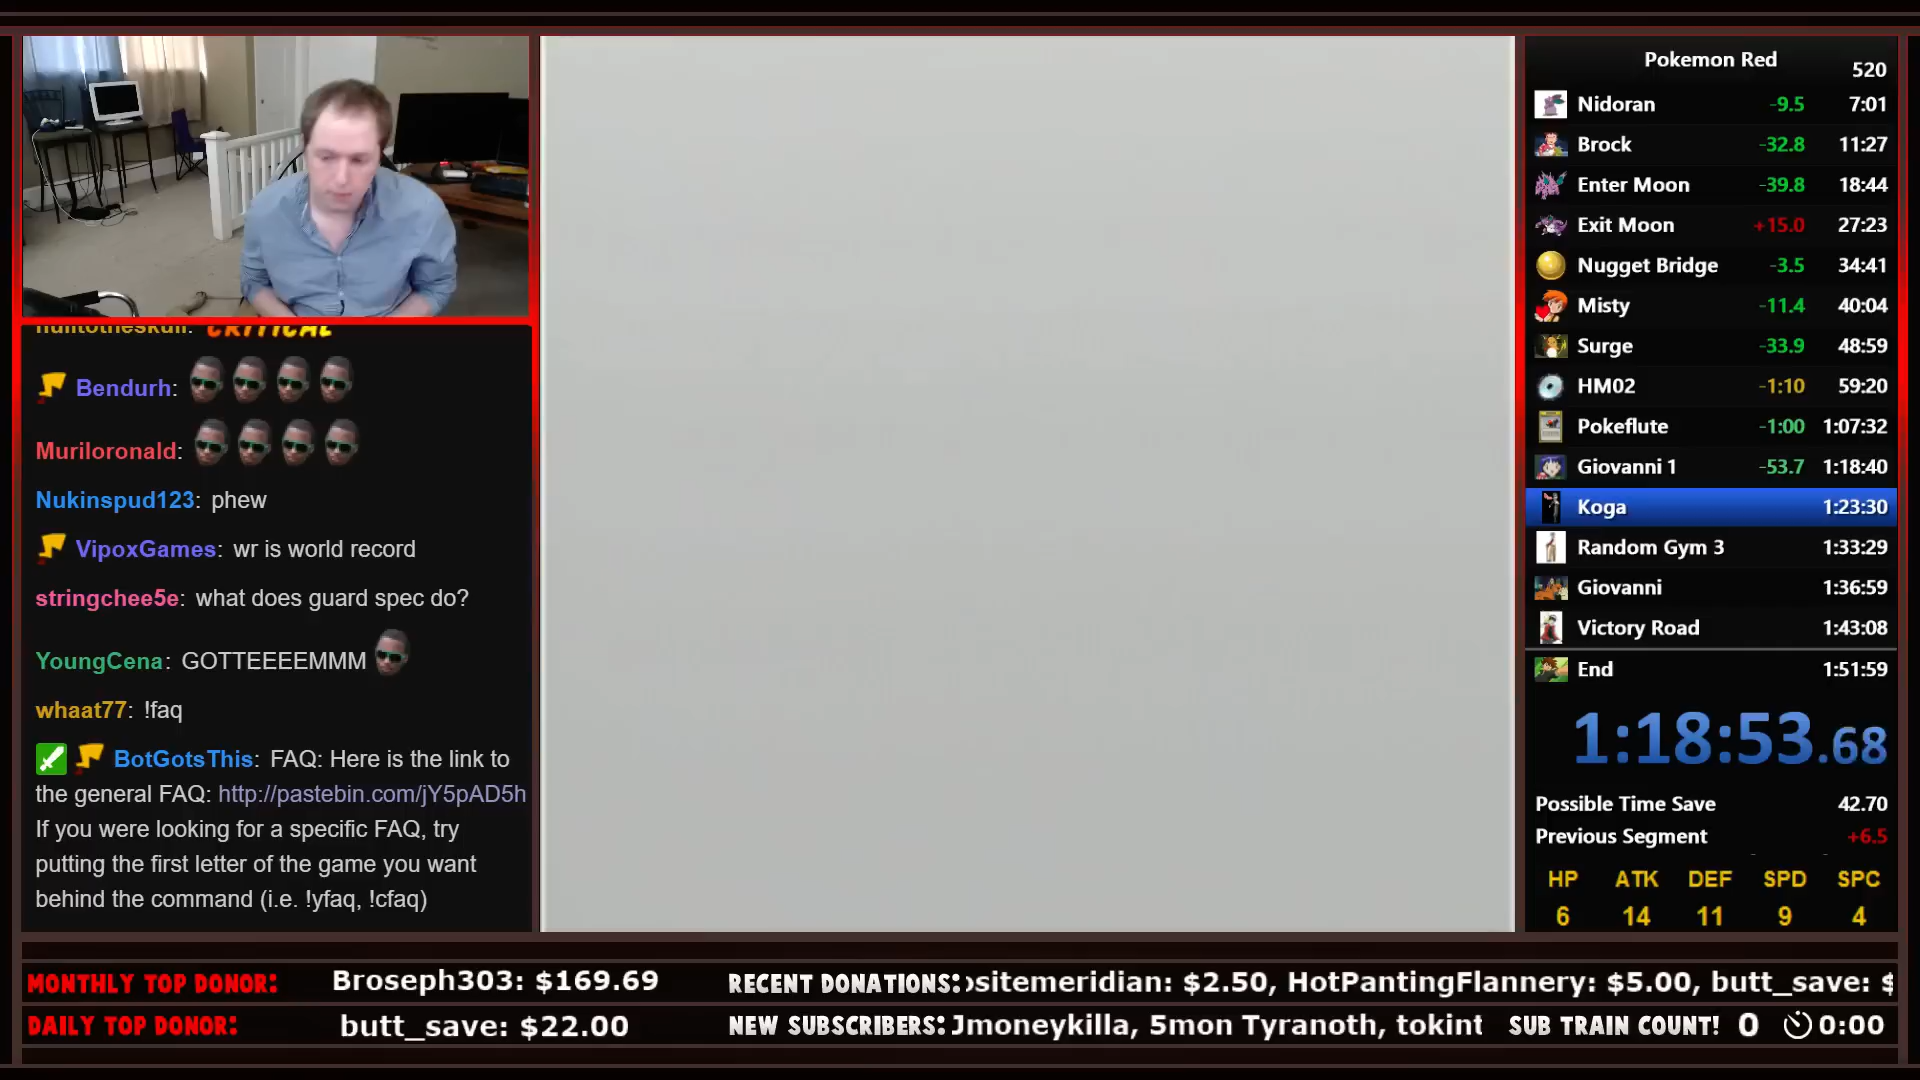 CRITICAL
Bendurh:
Muriloronald:
Nukinspud123: phew
VipoxGames: wr is world record
stringchee5e: what does guard spec do?
YoungCena: GOTTEEEEMMM
whaat77: !faq
BotGotsThis: FAQ: Here is the link to
the general FAQ: http://pastebin.com/jY5pAD5h
If you were looking for a specific FAQ, try
putting the first letter of the game you want
behind the command (i.e. !yfaq, !cfaq)
Pokemon Red
520
Nidoran -9.5 7:01
Brock -32.8 11:27
Enter Moon -39.8 18:44
Exit Moon +15.0 27:23
Nugget Bridge -3.5 34:41
Misty -11.4 40:04
Surge -33.9 48:59
HM02 -1:10 59:20
Pokeflute -1:00 1:07:32
Giovanni 1 -53.7 1:18:40
Koga 1:23:30
Random Gym 3 1:33:29
Giovanni 1:36:59
Victory Road 1:43:08
End 1:51:59
1:18:53.68
Possible Time Save 42.70
Previous Segment +6.5
HP ATK DEF SPD SPC
6 14 11 9 4
MONTHLY TOP DONOR: Broseph303: $169.69
RECENT DONATIONS: ositemeridian: $2.50, HotPantingFlannery: $5.00, butt_save: $
DAILY TOP DONOR: butt_save: $22.00
NEW SUBSCRIBERS: Jmoneykilla, 5mon Tyranoth, tokint
SUB TRAIN COUNT! 0 0:00